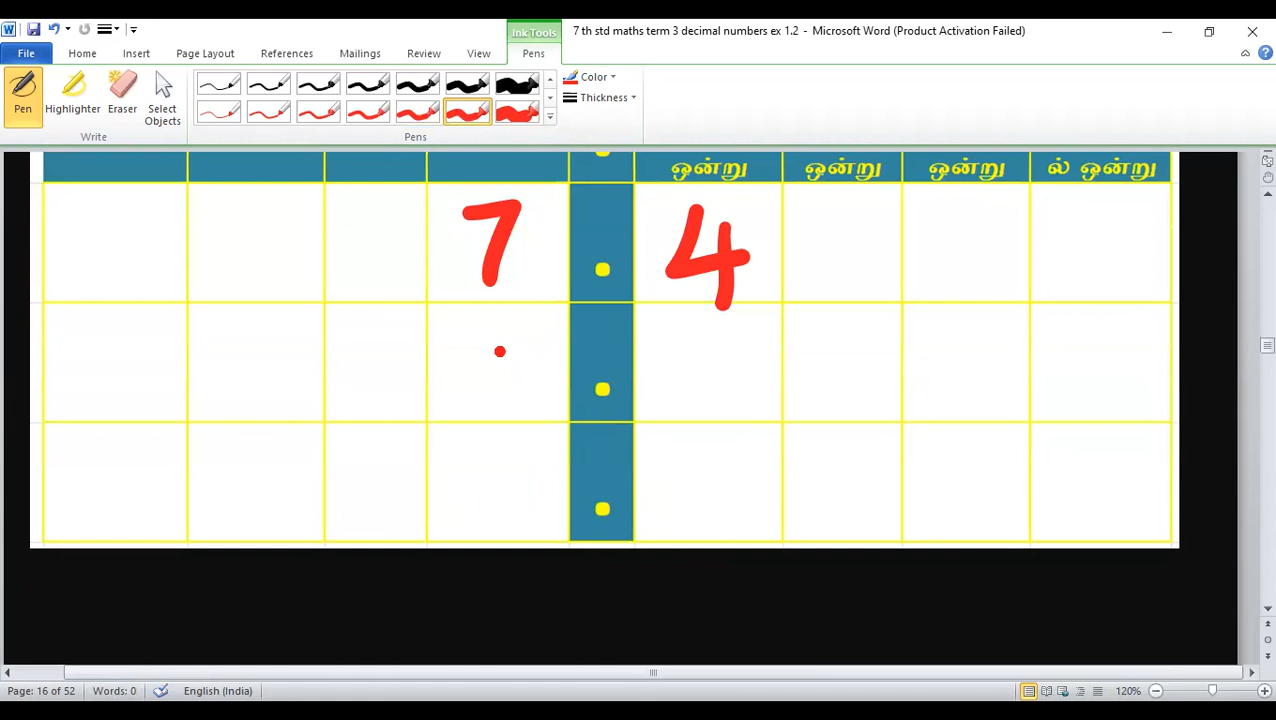 Ink Tools
7 th std maths term 3 decimal numbers ex 1.2 - Microsoft Word (Product Activation Failed)
File Home Insert Page Layout References Mailings Review View Pens
Pen Highlighter Eraser Select Objects
Color
Thickness
Write Pens
ஒன்று ஒன்று ஒன்று ல் ஒன்று
7 . 4
.
.
Page: 16 of 52 Words: 0 English (India) 120%